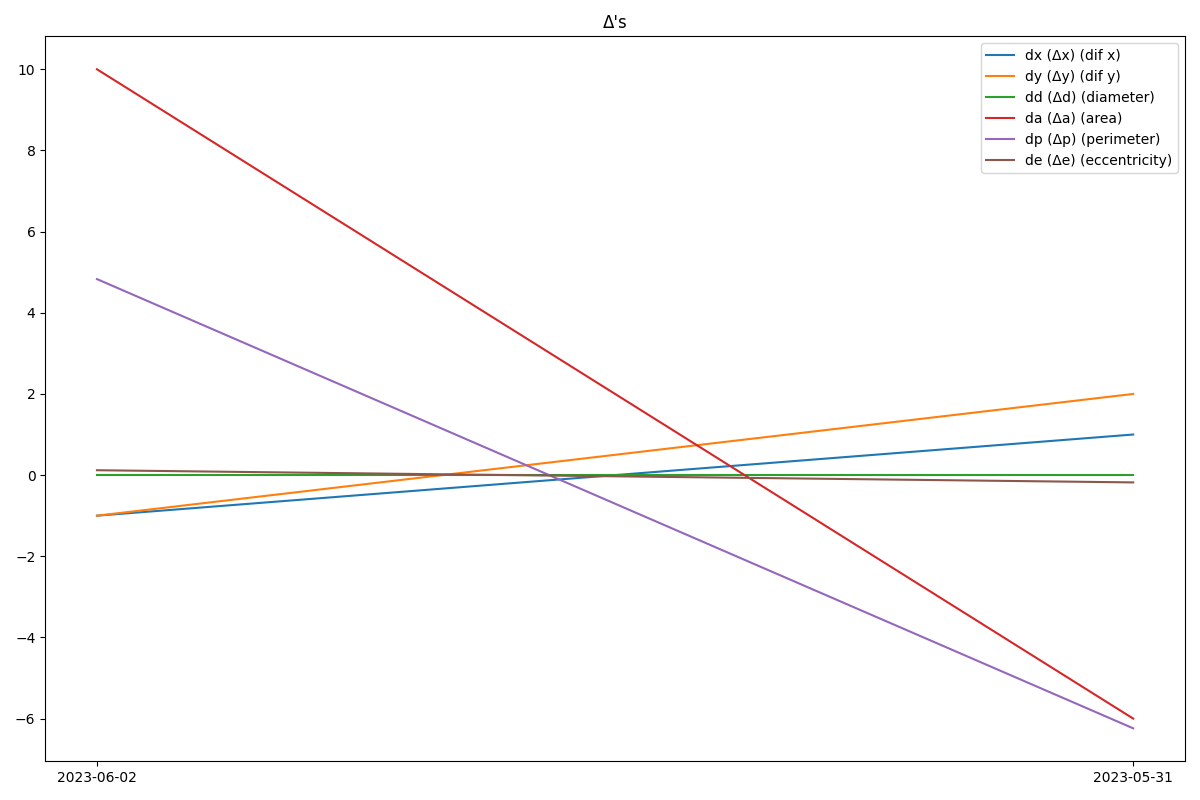 Δ's
dx (Δx) (dif x)
dy (Δy) (dif y)
dd (Δd) (diameter)
da (Δa) (area)
dp (Δp) (perimeter)
de (Δe) (eccentricity)
10
8
6
4
2
0
−2
−4
−6
2023-06-02
2023-05-31